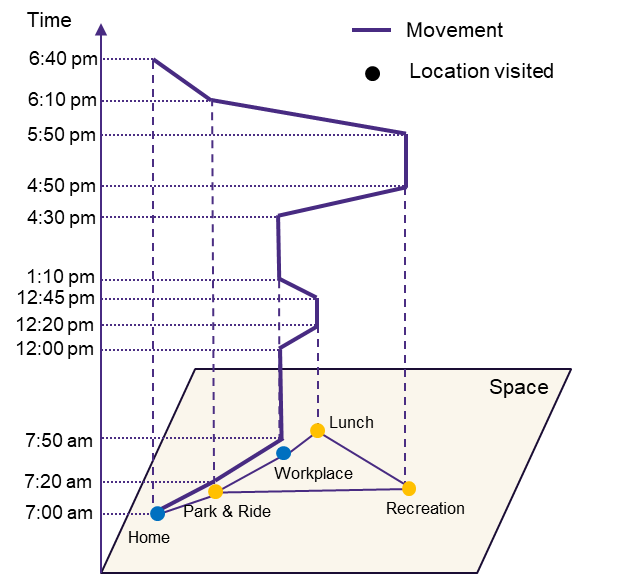 Time
Movement
Location visited
6:40 pm
6:10 pm
5:50 pm
4:50 pm
4:30 pm
1:10 pm
12:45 pm
12:20 pm
12:00 pm
Space
Lunch
7:50 am
Workplace
7:20 am
Park & Ride
Recreation
7:00 am
Home